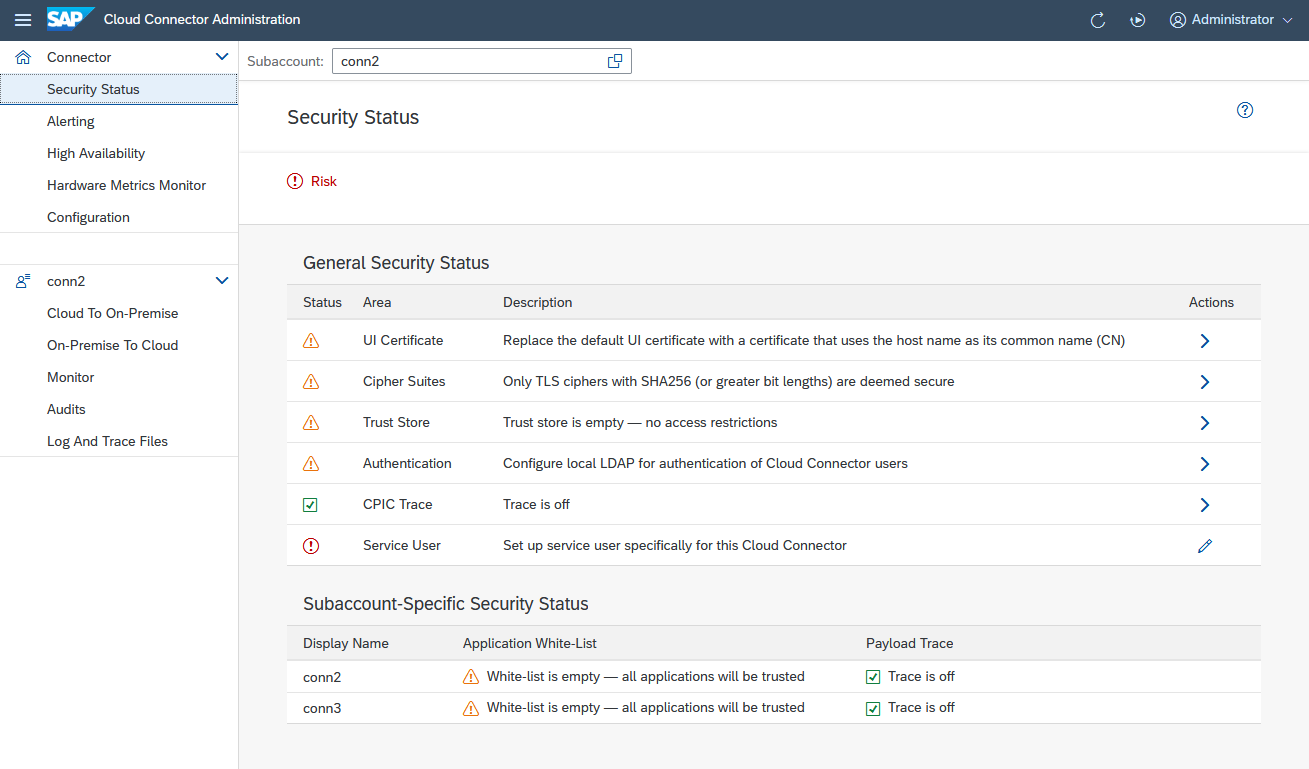 SAP Cloud Connector Administration Administrator
Connector
Security Status
Alerting
High Availability
Hardware Metrics Monitor
Configuration
conn2
Cloud To On-Premise
On-Premise To Cloud
Monitor
Audits
Log And Trace Files
Subaccount: conn2
Security Status
Risk
General Security Status
Status Area Description Actions
UI Certificate Replace the default UI certificate with a certificate that uses the host name as its common name (CN)
Cipher Suites Only TLS ciphers with SHA256 (or greater bit lengths) are deemed secure
Trust Store Trust store is empty — no access restrictions
Authentication Configure local LDAP for authentication of Cloud Connector users
CPIC Trace Trace is off
Service User Set up service user specifically for this Cloud Connector
Subaccount-Specific Security Status
Display Name Application White-List Payload Trace
conn2 White-list is empty — all applications will be trusted Trace is off
conn3 White-list is empty — all applications will be trusted Trace is off